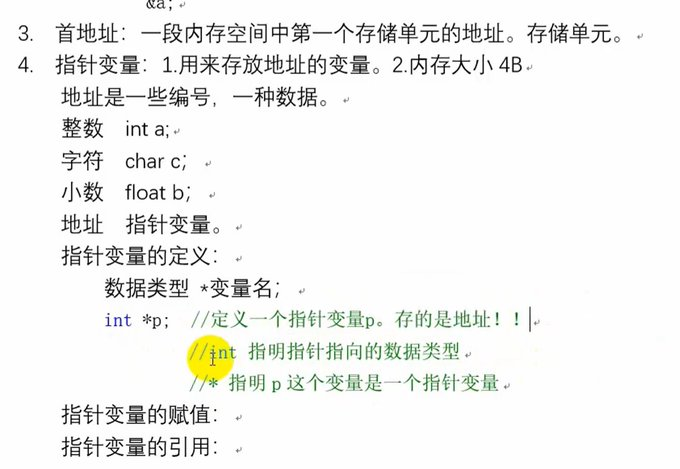 &a;
3. 首地址：一段内存空间中第一个存储单元的地址。存储单元。
4. 指针变量：1.用来存放地址的变量。2.内存大小 4B
地址是一些编号，一种数据。
整数 int a;
字符 char c；
小数 float b；
地址 指针变量。
指针变量的定义：
数据类型 *变量名；
int *p; //定义一个指针变量p。存的是地址！！
//int 指明指针指向的数据类型
//* 指明 p 这个变量是一个指针变量
指针变量的赋值：
指针变量的引用：